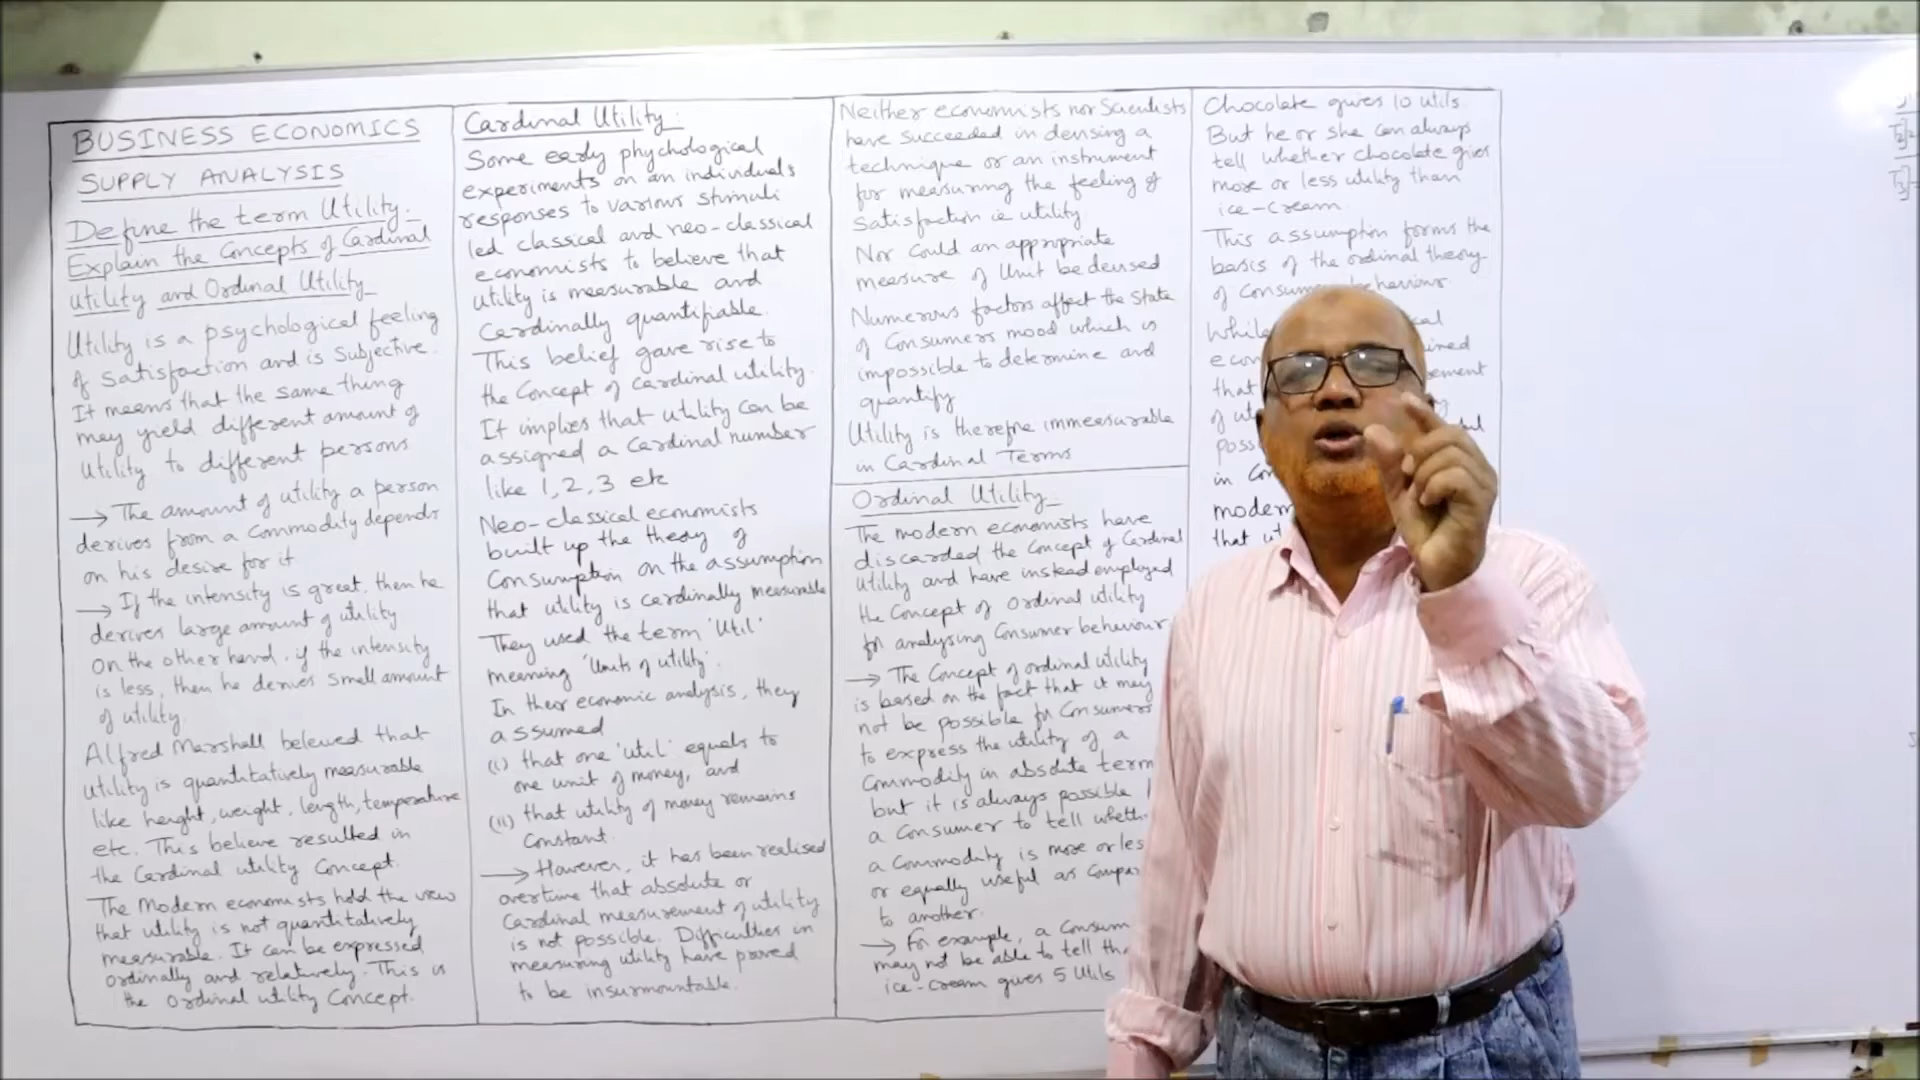 BUSINESS ECONOMICS
SUPPLY ANALYSIS
Define the term Utility.
Explain the Concepts of Cardinal
Utility and Ordinal Utility
Utility is a psychological feeling
of Satisfaction and is Subjective.
It means that the same thing
may yield different amount of
Utility to different persons
→ The amount of utility a person
derives from a Commodity depends
on his desire for it
→ If the intensity is great, then he
derives large amount of utility
on the other hand, if the intensity
is less, then he derives small amount
of utility.
Alfred Marshall believed that
Utility is quantitatively measurable
like height, weight, length, temperature
etc. This believe resulted in
the Cardinal utility Concept.
The Modern economists hold the view
that utility is not quantitatively
measurable. It can be expressed
ordinally and relatively. This is
the Ordinal utility Concept.
Cardinal Utility:
Some early phychological
experiments on an individuals
responses to various stimuli
led classical and neo-classical
economists to believe that
Utility is measurable and
Cardinally quantifiable.
This belief gave rise to
the Concept of Cardinal utility.
It implies that utility can be
assigned a Cardinal number
like 1, 2, 3 etc
Neo-classical economists
built up the theory of
Consumption on the assumption
that utility is cardinally measurable
They used the term 'Util'
meaning 'Units of utility'.
In their economic analysis, they
assumed
(i) that one 'util' equals to
one unit of money, and
(ii) that utility of money remains
Constant.
→ However, it has been realised
overtime that absolute or
Cardinal measurement of utility
is not possible. Difficulties in
measuring utility have proved
to be insurmountable.
Neither economists nor Scientists
have succeeded in devising a
technique or an instrument
for measuring the feeling of
Satisfaction ie utility
Nor Could an appropriate
measure of Unit be devised
Numerous factors affect the State
of Consumers mood which is
impossible to determine and
quantify
Utility is therefore immeasurable
in Cardinal Terms
Ordinal Utility:
The modern economists have
discarded the Concept of Cardinal
Utility and have instead employed
the Concept of Ordinal utility
for analysing Consumer behaviour
→ The Concept of ordinal utility
is based on the fact that it may
not be possible for Consumers
to express the utility of a
Commodity in absolute term
but it is always possible
a Consumer to tell wheth
a Commodity is more or les
or equally useful as Compa
to another.
→ For example, a Consum
may not be able to tell tha
ice-cream gives 5 Utils
Chocolate gives 10 utils.
But he or she can always
tell whether chocolate gives
more or less utility than
ice-cream.
This assumption forms the
basis of the ordinal theory
of Consumer behaviour
While cal
econ ined
that ement
of ut
poss ful
in Con
modern
that ut